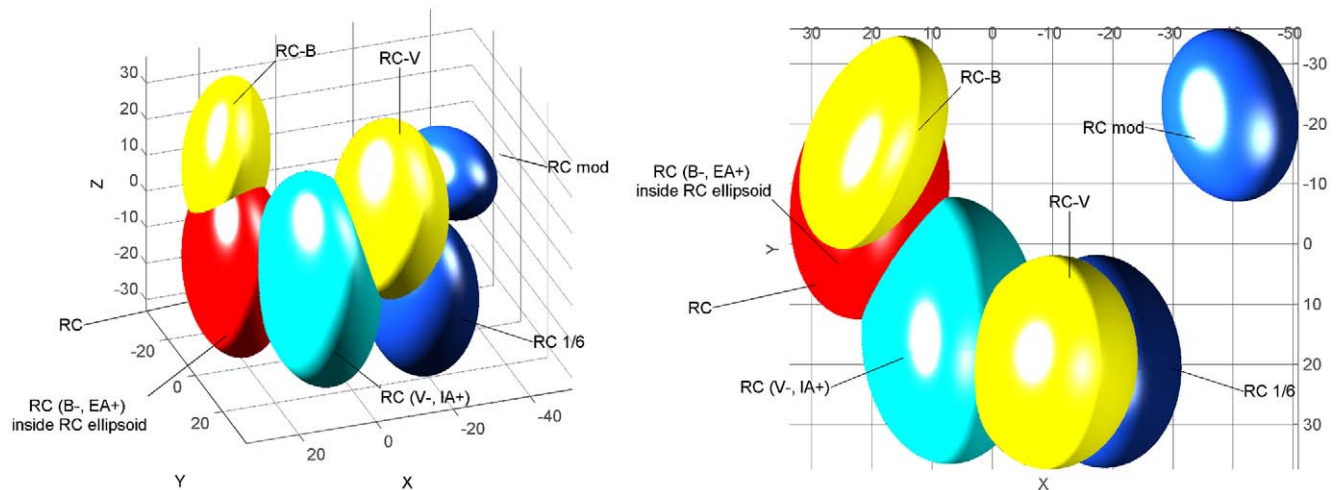 RC-B
RC-V
RC mod
30
20
10
0
-10
-20
-30
Z
RC
RC 1/6
RC (B-, EA+)
inside RC ellipsoid
RC (V-, IA+)
-20
0
20
Y
20
0
-20
-40
X
30
20
10
0
-10
-20
-30
-40
-50
RC-B
RC mod
RC (B-, EA+)
inside RC ellipsoid
RC-V
Y
RC
RC (V-, IA+)
RC 1/6
-30
-20
-10
0
10
20
30
X